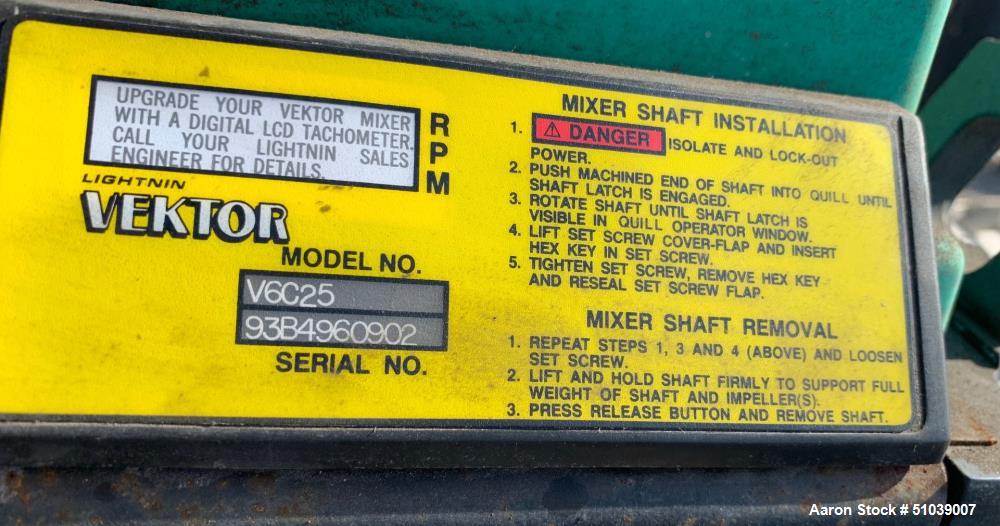 UPGRADE YOUR VEKTOR MIXER
WITH A DIGITAL LCD TACHOMETER.
CALL YOUR LIGHTNIN SALES
ENGINEER FOR DETAILS.
RPM
LIGHTNIN
VEKTOR
MODEL NO.
V6C25
93B4960902
SERIAL NO.
MIXER SHAFT INSTALLATION
1. ⚠ DANGER ISOLATE AND LOCK-OUT
POWER.
2. PUSH MACHINED END OF SHAFT INTO QUILL UNTIL
SHAFT LATCH IS ENGAGED.
3. ROTATE SHAFT UNTIL SHAFT LATCH IS
VISIBLE IN QUILL OPERATOR WINDOW.
4. LIFT SET SCREW COVER-FLAP AND INSERT
HEX KEY IN SET SCREW.
5. TIGHTEN SET SCREW, REMOVE HEX KEY
AND RESEAL SET SCREW FLAP.
MIXER SHAFT REMOVAL
1. REPEAT STEPS 1, 3 AND 4 (ABOVE) AND LOOSEN
SET SCREW.
2. LIFT AND HOLD SHAFT FIRMLY TO SUPPORT FULL
WEIGHT OF SHAFT AND IMPELLER(S).
3. PRESS RELEASE BUTTON AND REMOVE SHAFT.
Aaron Stock # 51039007